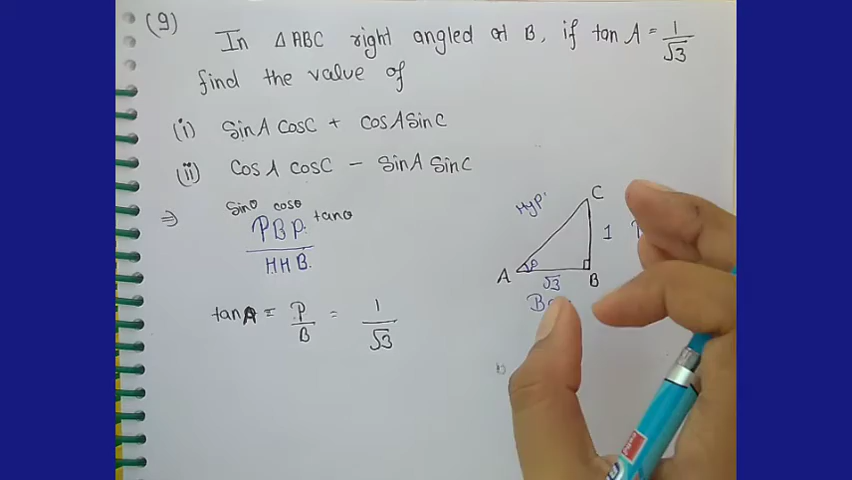 (9) In △ABC right angled at B, if tan A = 1/√3
find the value of
(i) SinA CosC + CosA SinC
(ii) CosA CosC − SinA SinC
⇒ Sinθ Cosθ tanθ
P B P
H H B
tanA = P/B = 1/√3
Hyp
C
1
A θ B
√3